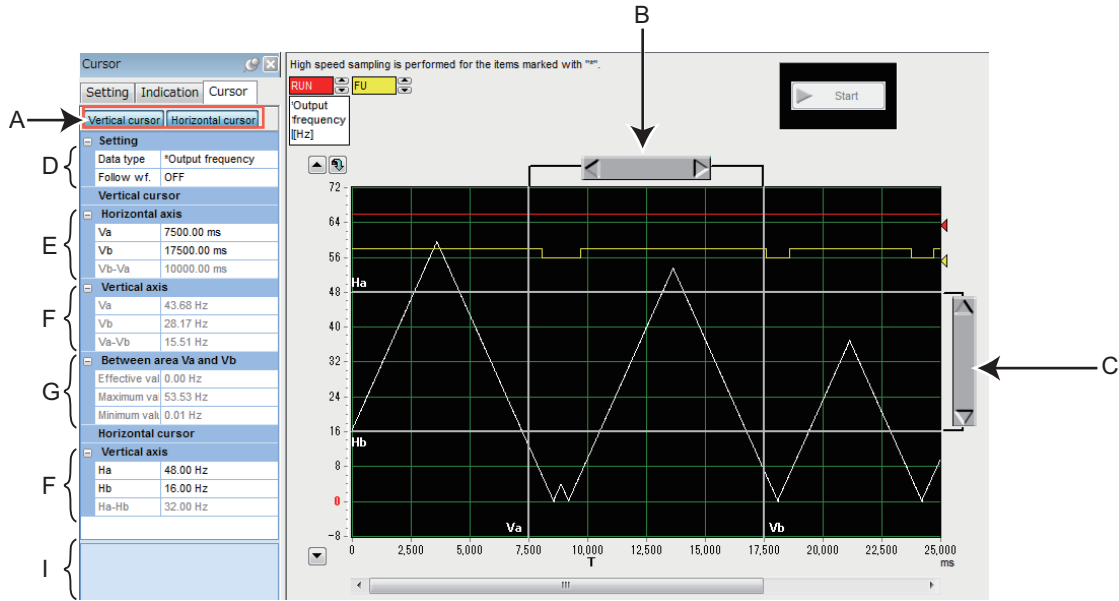 B
Cursor
Setting Indication Cursor
A
Vertical cursor Horizontal cursor
Setting
D
Data type *Output frequency
Follow wf. OFF
Vertical cursor
Horizontal axis
E
Va 7500.00 ms
Vb 17500.00 ms
Vb-Va 10000.00 ms
Vertical axis
F
Va 43.68 Hz
Vb 28.17 Hz
Va-Vb 15.51 Hz
Between area Va and Vb
G
Effective val 0.00 Hz
Maximum va 53.53 Hz
Minimum valu 0.01 Hz
Horizontal cursor
Vertical axis
F
Ha 48.00 Hz
Hb 16.00 Hz
Ha-Hb 32.00 Hz
I
High speed sampling is performed for the items marked with "*".
RUN FU
*Output
frequency
[Hz]
Start
72
64
56
48
40
32
24
16
8
0
-8
Ha
Hb
Va Vb
0 2,500 5,000 7,500 10,000 12,500 15,000 17,500 20,000 22,500 25,000
T ms
C